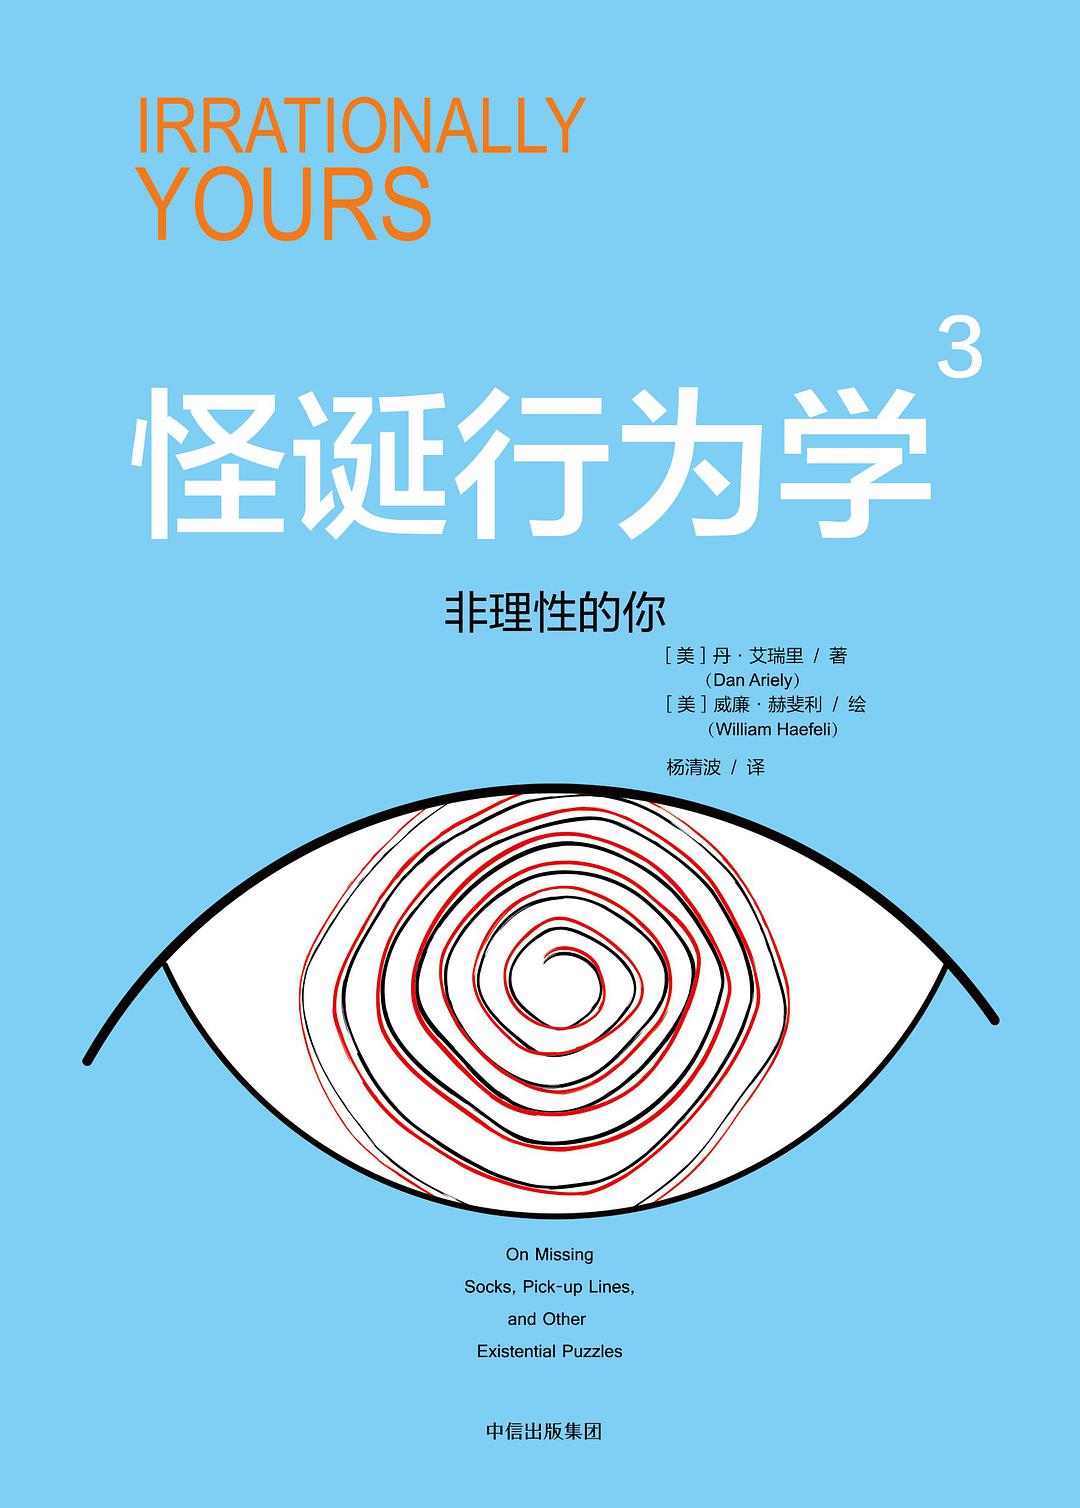 IRRATIONALLY
YOURS
怪诞行为学3
非理性的你
[ 美 ] 丹 · 艾瑞里 / 著
（Dan Ariely）
[ 美 ] 威廉 · 赫斐利 / 绘
（William Haefeli）
杨清波 / 译
On Missing
Socks, Pick-up Lines,
and Other
Existential Puzzles
中信出版集团